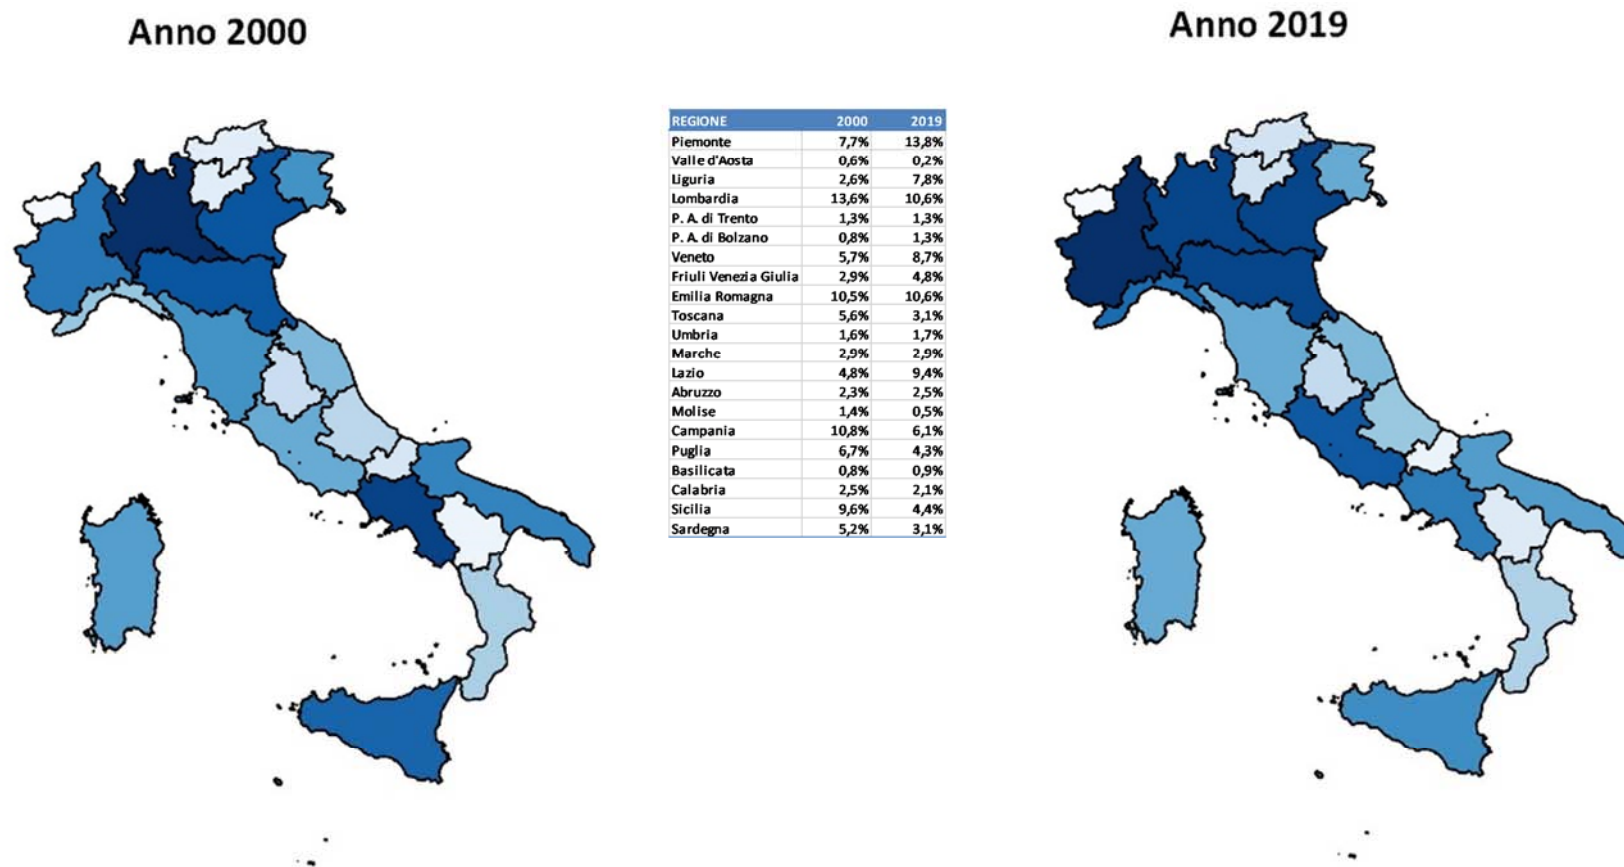 Anno 2000
Anno 2019
REGIONE 2000 2019
Piemonte 7,7% 13,8%
Valle d'Aosta 0,6% 0,2%
Liguria 2,6% 7,8%
Lombardia 13,6% 10,6%
P. A. di Trento 1,3% 1,3%
P. A. di Bolzano 0,8% 1,3%
Veneto 5,7% 8,7%
Friuli Venezia Giulia 2,9% 4,8%
Emilia Romagna 10,5% 10,6%
Toscana 5,6% 3,1%
Umbria 1,6% 1,7%
Marche 2,9% 2,9%
Lazio 4,8% 9,4%
Abruzzo 2,3% 2,5%
Molise 1,4% 0,5%
Campania 10,8% 6,1%
Puglia 6,7% 4,3%
Basilicata 0,8% 0,9%
Calabria 2,5% 2,1%
Sicilia 9,6% 4,4%
Sardegna 5,2% 3,1%